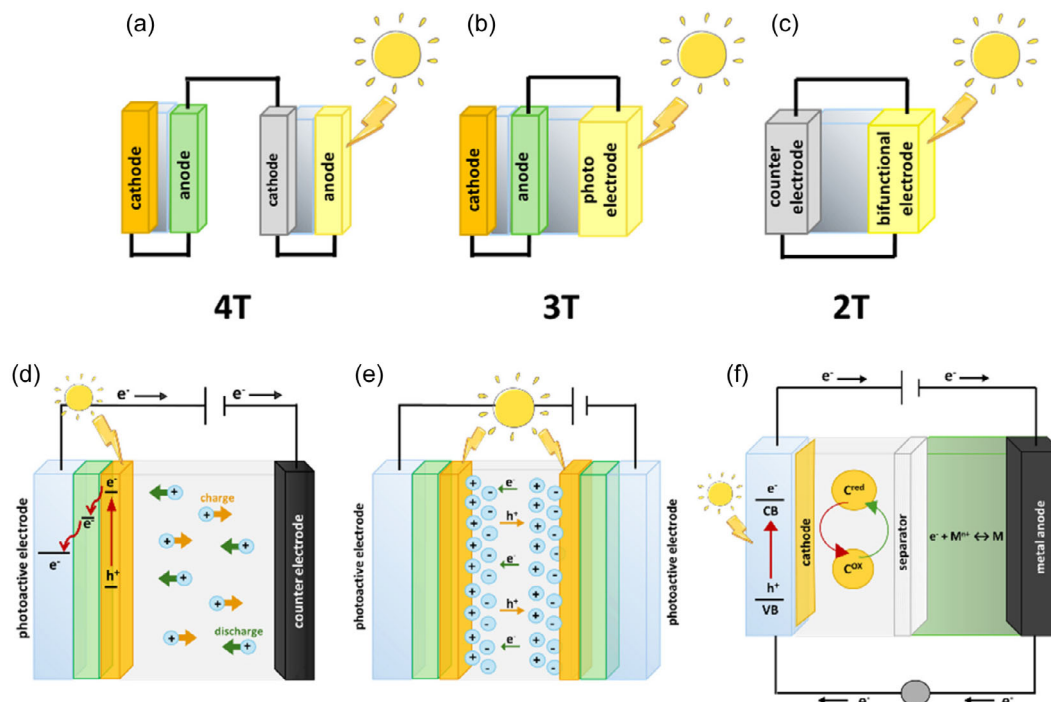 (a)
cathode
anode
cathode
anode
4T
(b)
cathode
anode
photo
electrode
3T
(c)
counter
electrode
bifunctional
electrode
2T
(d)
e⁻
e⁻
photoactive electrode
e⁻
e⁻
e⁻
h⁺
+
charge
+
+
+
+
+
+
discharge
+
counter electrode
(e)
photoactive electrode
+ - e⁻ + -
+ - h⁺ + -
+ - e⁻ + -
+ - h⁺ + -
+ - e⁻ + -
photoactive electrode
(f)
e⁻
e⁻
e⁻
CB
h⁺
VB
cathode
Cʳᵉᵈ
Cᴼˣ
separator
e⁻ + Mⁿ⁺ ↔ M
metal anode
e⁻
e⁻